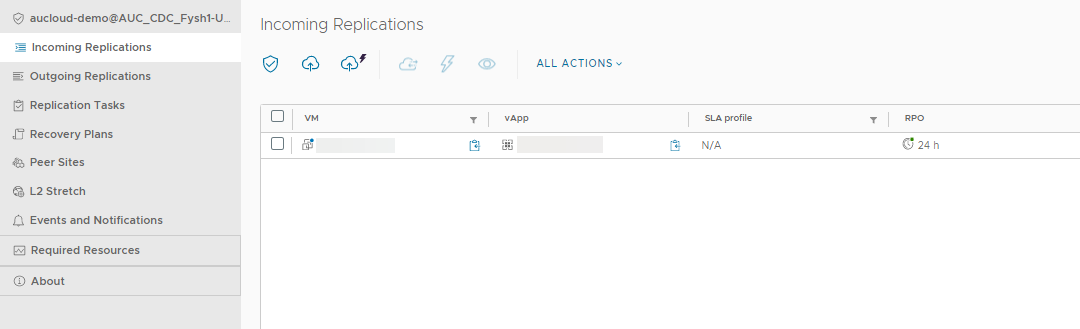 aucloud-demo@AUC_CDC_Fysh1-U...
Incoming Replications
Outgoing Replications
Replication Tasks
Recovery Plans
Peer Sites
L2 Stretch
Events and Notifications
Required Resources
About
Incoming Replications
ALL ACTIONS
VM vApp SLA profile RPO
N/A 24 h